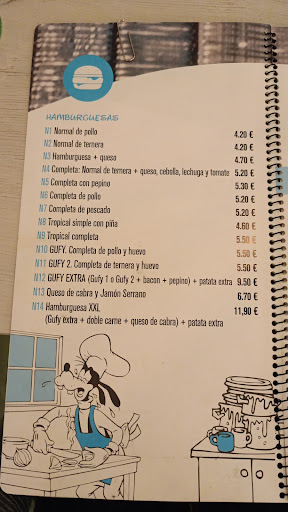 HAMBURGUESAS
N1 Normal de pollo 4.20 €
N2 Normal de ternera 4.20 €
N3 Hamburguesa + queso 4.70 €
N4 Completa: Normal de ternera + queso, cebolla, lechuga y tomate 5.20 €
N5 Completa con pepino 5.30 €
N6 Completa de pollo 5.20 €
N7 Completa de pescado 5.20 €
N8 Tropical simple con piña 4.60 €
N9 Tropical completa 5.50 €
N10 GUFY. Completa de pollo y huevo 5.50 €
N11 GUFY 2. Completa de ternera y huevo 5.50 €
N12 GUFY EXTRA (Gufy 1 o Gufy 2 + bacon + pepino) + patata extra 9.50 €
N13 Queso de cabra y Jamón Serrano 6.70 €
N14 Hamburguesa XXL 11,90 €
(Gufy extra + doble carne + queso de cabra) + patata extra